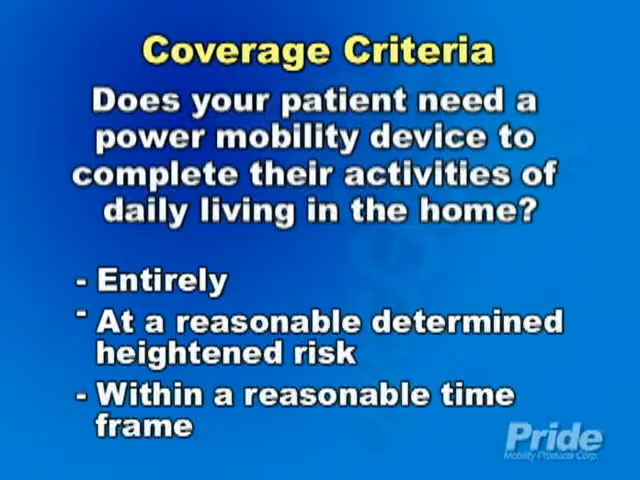 Coverage Criteria
Does your patient need a
power mobility device to
complete their activities of
daily living in the home?
- Entirely
- At a reasonable determined
heightened risk
- Within a reasonable time
frame
Pride
Mobility Products Corp.